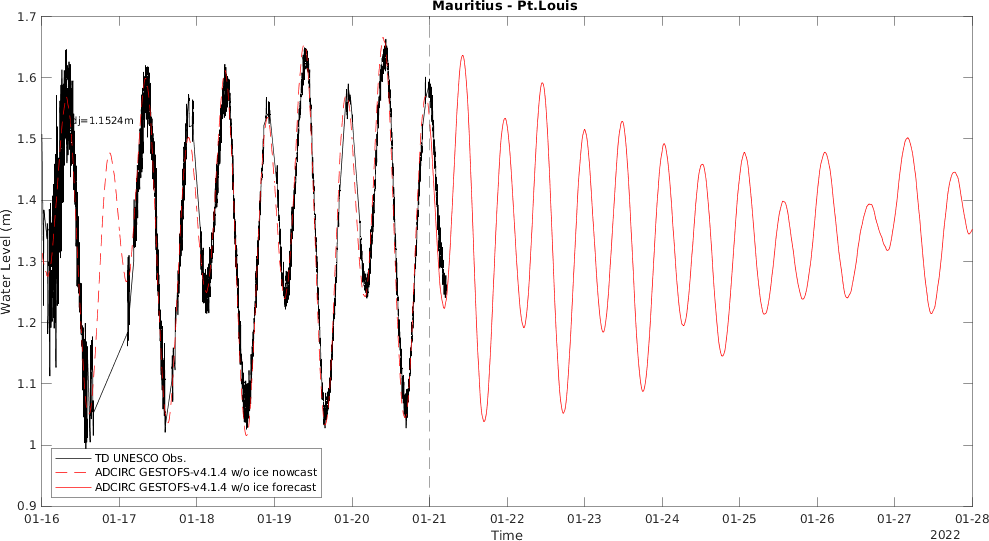 Mauritius - Pt.Louis
1.7
1.6
1.5
1.4
1.3
1.2
1.1
1
0.9
Water Level (m)
dj=1.1524m
TD UNESCO Obs.
ADCIRC GESTOFS-v4.1.4 w/o ice nowcast
ADCIRC GESTOFS-v4.1.4 w/o ice forecast
01-16 01-17 01-18 01-19 01-20 01-21 01-22 01-23 01-24 01-25 01-26 01-27 01-28
Time
2022